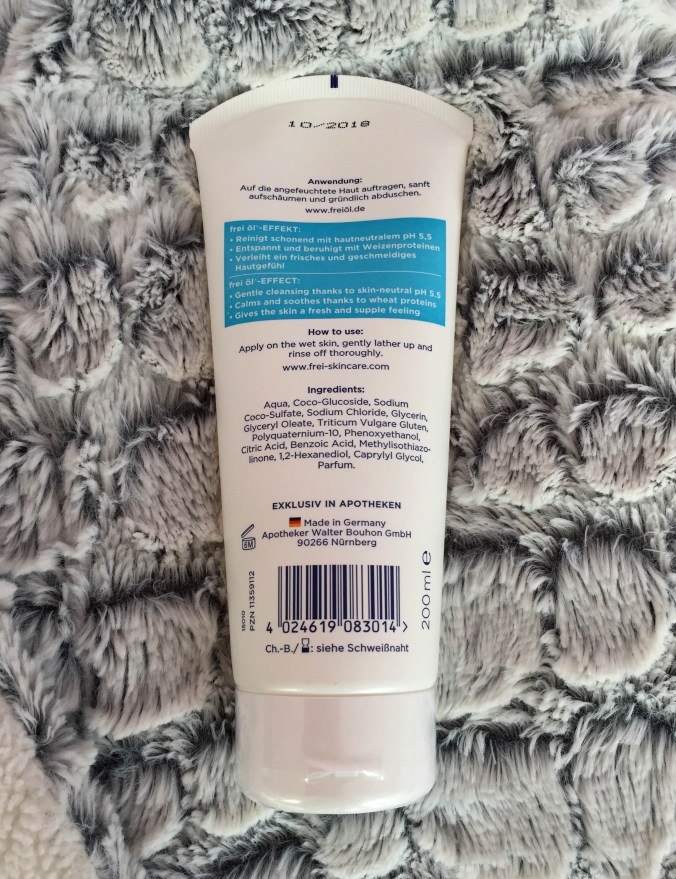 10-2018
Anwendung:
Auf die angefeuchtete Haut auftragen, sanft
aufschäumen und gründlich abduschen.
www.freiöl.de
frei öl®-EFFEKT:
• Reinigt schonend mit hautneutralem pH 5,5
• Entspannt und beruhigt mit Weizenproteinen
• Verleiht ein frisches und geschmeidiges
Hautgefühl
frei öl®-EFFECT:
• Gentle cleansing thanks to skin-neutral pH 5.5
• Calms and soothes thanks to wheat proteins
• Gives the skin a fresh and supple feeling
How to use:
Apply on the wet skin, gently lather up and
rinse off thoroughly.
www.frei-skincare.com
Ingredients:
Aqua, Coco-Glucoside, Sodium
Coco-Sulfate, Sodium Chloride, Glycerin,
Glyceryl Oleate, Triticum Vulgare Gluten,
Polyquaternium-10, Phenoxyethanol,
Citric Acid, Benzoic Acid, Methylisothiazo-
linone, 1,2-Hexanediol, Caprylyl Glycol,
Parfum.
EXKLUSIV IN APOTHEKEN
Made in Germany
Apotheker Walter Bouhon GmbH
90266 Nürnberg
6M
PZN 11359112
200 ml e
4 024619 083014 >
Ch.-B./ : siehe Schweißnaht